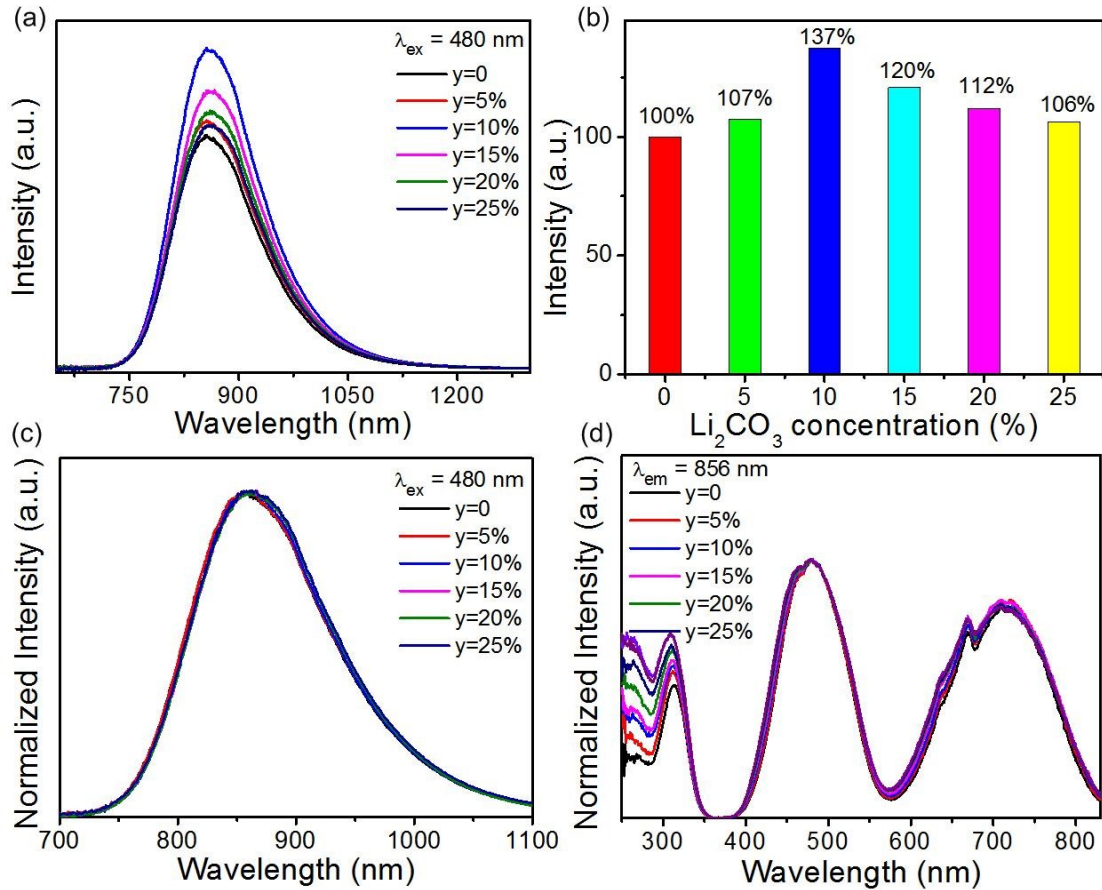 (a)
λex = 480 nm
y=0
y=5%
y=10%
y=15%
y=20%
y=25%
Intensity (a.u.)
750 900 1050 1200
Wavelength (nm)
(b)
100% 107% 137% 120% 112% 106%
100
50
0
Intensity (a.u.)
0 5 10 15 20 25
Li2CO3 concentration (%)
(c)
λex = 480 nm
y=0
y=5%
y=10%
y=15%
y=20%
y=25%
Normalized Intensity (a.u.)
700 800 900 1000 1100
Wavelength (nm)
(d)
λem = 856 nm
y=0
y=5%
y=10%
y=15%
y=20%
y=25%
Normalized Intensity (a.u.)
300 400 500 600 700 800
Wavelength (nm)